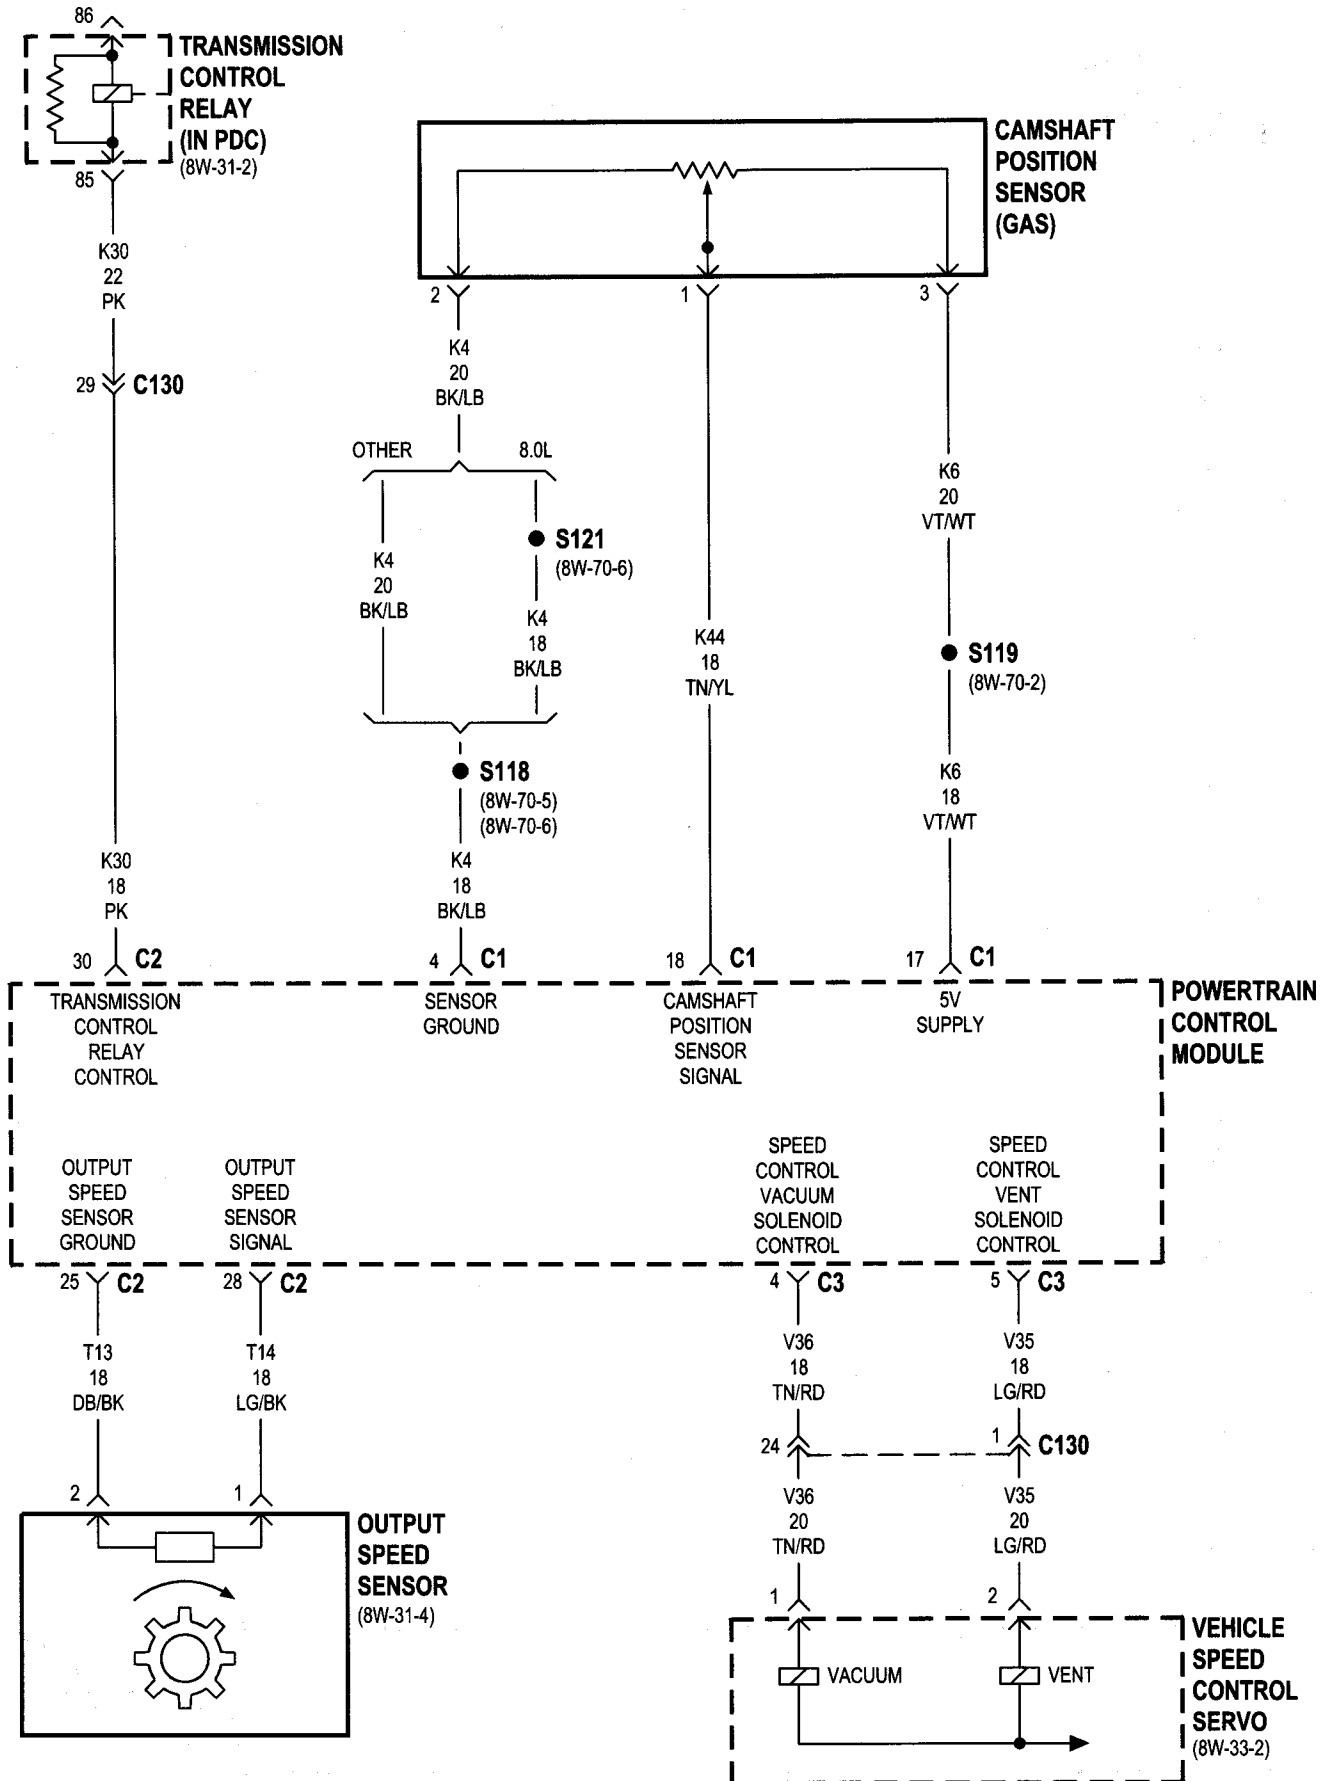 86
TRANSMISSION
CONTROL
RELAY
(IN PDC)
(8W-31-2)
85
K30
22
PK
29 C130
CAMSHAFT
POSITION
SENSOR
(GAS)
2 1 3
K4
20
BK/LB
OTHER 8.0L
K4
20
BK/LB
S121
(8W-70-6)
K4
18
BK/LB
S118
(8W-70-5)
(8W-70-6)
K44
18
TN/YL
K6
20
VT/WT
S119
(8W-70-2)
K6
18
VT/WT
K30
18
PK
K4
18
BK/LB
30 C2 4 C1 18 C1 17 C1
TRANSMISSION
CONTROL
RELAY
CONTROL
SENSOR
GROUND
CAMSHAFT
POSITION
SENSOR
SIGNAL
5V
SUPPLY
POWERTRAIN
CONTROL
MODULE
OUTPUT
SPEED
SENSOR
GROUND
OUTPUT
SPEED
SENSOR
SIGNAL
SPEED
CONTROL
VACUUM
SOLENOID
CONTROL
SPEED
CONTROL
VENT
SOLENOID
CONTROL
25 C2 28 C2 4 C3 5 C3
T13
18
DB/BK
T14
18
LG/BK
V36
18
TN/RD
V35
18
LG/RD
24 1 C130
V36
20
TN/RD
V35
20
LG/RD
2 1
OUTPUT
SPEED
SENSOR
(8W-31-4)
1 2
VACUUM VENT
VEHICLE
SPEED
CONTROL
SERVO
(8W-33-2)